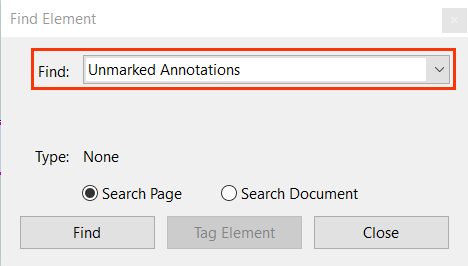 Find Element
Find: Unmarked Annotations
Type: None
Search Page Search Document
Find Tag Element Close